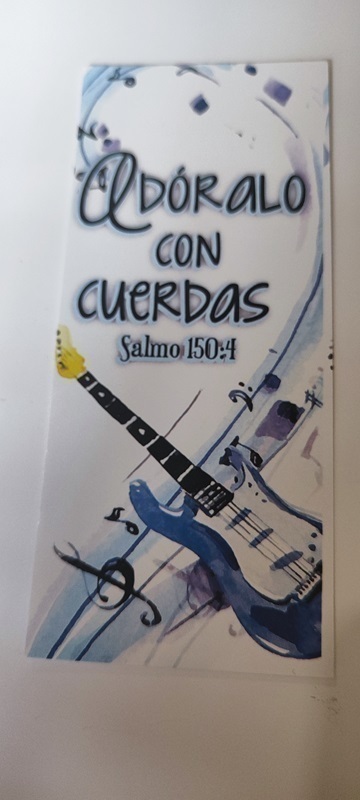 aDÓRaLO
CON
CUERDas
Salmo 150:4